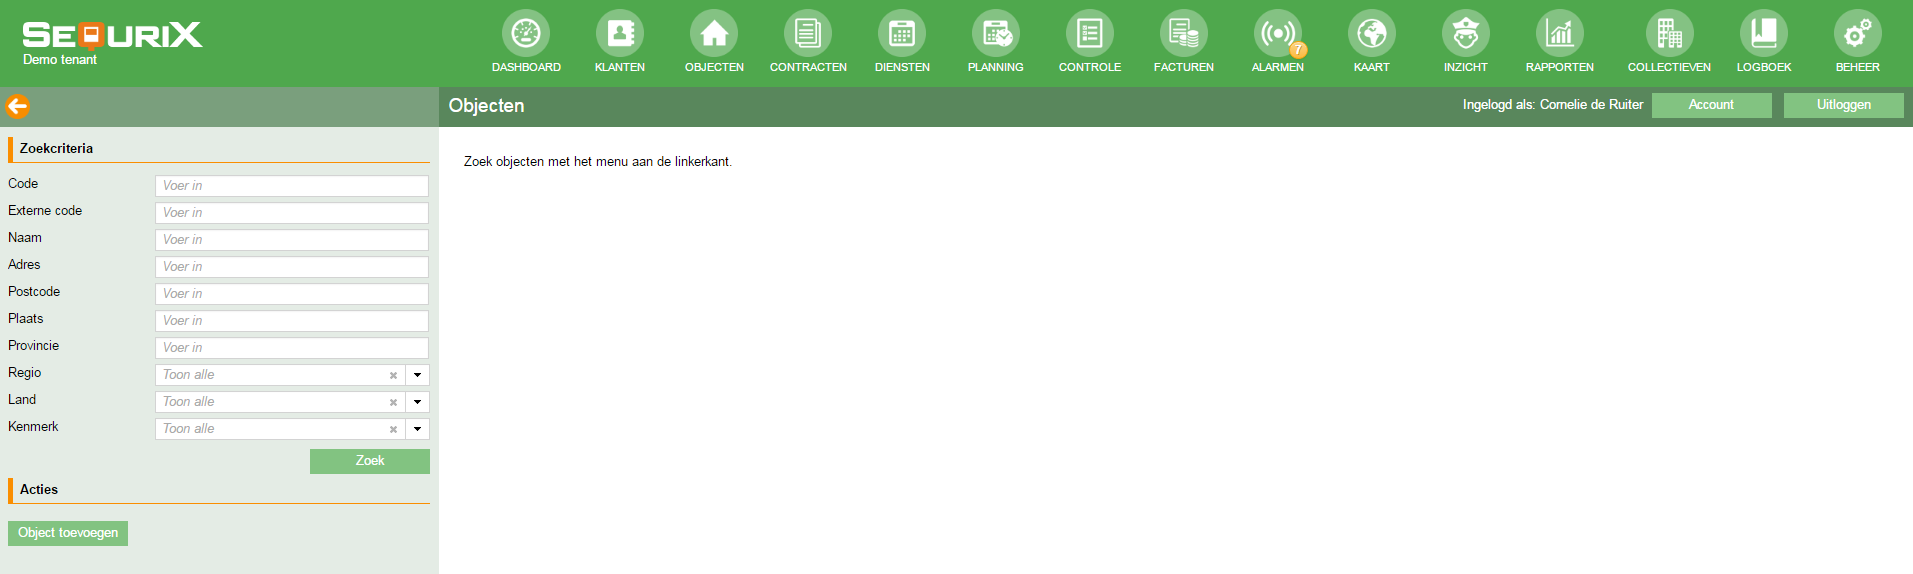 SEQURIX
Demo tenant
DASHBOARD
KLANTEN
OBJECTEN
CONTRACTEN
DIENSTEN
PLANNING
CONTROLE
FACTUREN
7
ALARMEN
KAART
INZICHT
RAPPORTEN
COLLECTIEVEN
LOGBOEK
BEHEER
Objecten
Ingelogd als: Cornelie de Ruiter
Account
Uitloggen
Zoekcriteria
Code Voer in
Externe code Voer in
Naam Voer in
Adres Voer in
Postcode Voer in
Plaats Voer in
Provincie Voer in
Regio Toon alle
Land Toon alle
Kenmerk Toon alle
Zoek
Acties
Object toevoegen
Zoek objecten met het menu aan de linkerkant.